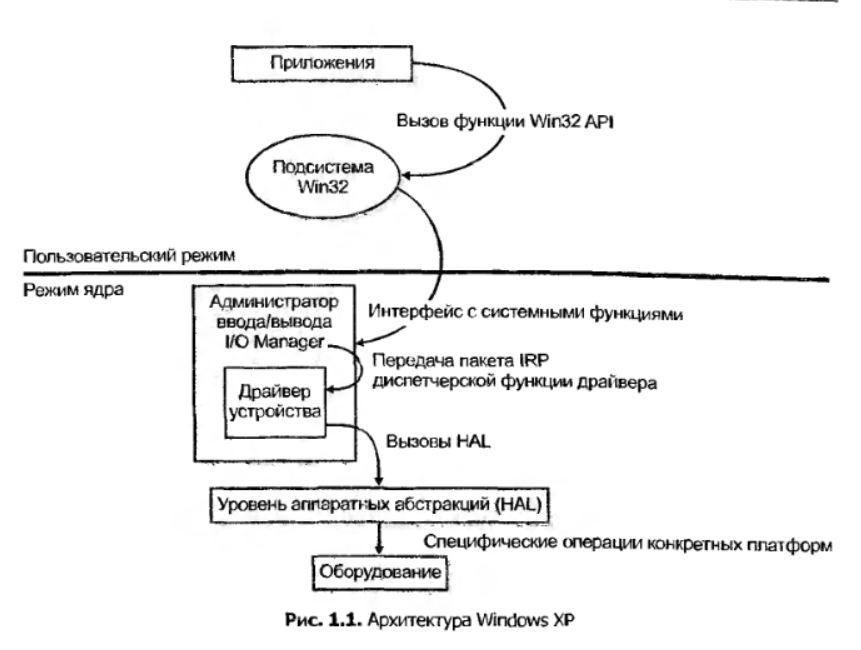 Приложения
Вызов функции Win32 API
Подсистема
Win32
Пользовательский режим
Режим ядра
Администратор
ввода/вывода
I/O Manager
Интерфейс с системными функциями
Передача пакета IRP
диспетчерской функции драйвера
Драйвер
устройства
Вызовы HAL
Уровень аппаратных абстракций (HAL)
Специфические операции конкретных платформ
Оборудование
Рис. 1.1. Архитектура Windows XP